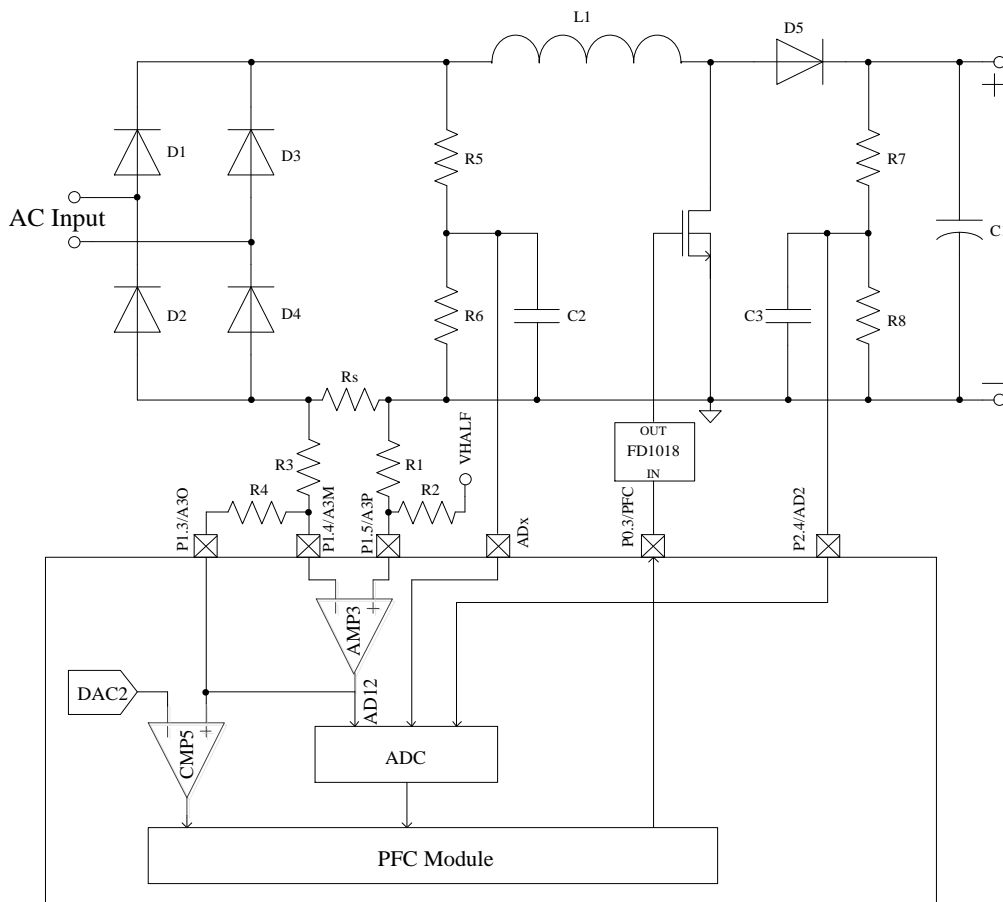 L1
D5
D1
D3
R5
R7
AC Input
C1
D2
D4
R6
C2
C3
R8
Rs
VHALF
OUT
FD1018
IN
R3
R1
R4
R2
P1.3/A3O
P1.4/A3M
P1.5/A3P
ADx
P0.3/PFC
P2.4/AD2
AMP3
DAC2
AD12
CMP5
ADC
PFC Module